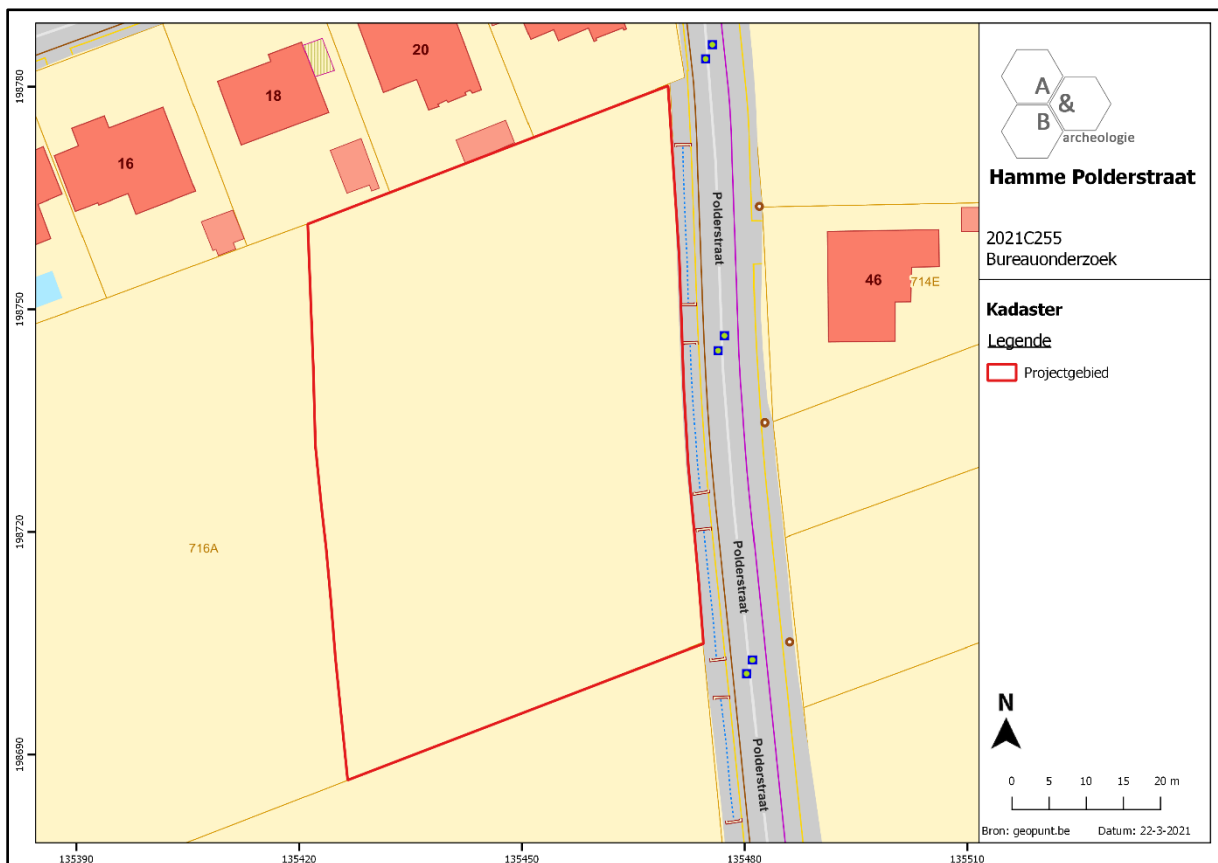 20
18
16
46
714E
716A
Polderstraat
Polderstraat
Polderstraat
Polderstraat
198780
198750
198720
198690
135390
135420
135450
135480
135510
A
&
B
archeologie
Hamme Polderstraat
2021C255
Bureauonderzoek
Kadaster
Legende
Projectgebied
N
0 5 10 15 20 m
Bron: geopunt.be Datum: 22-3-2021